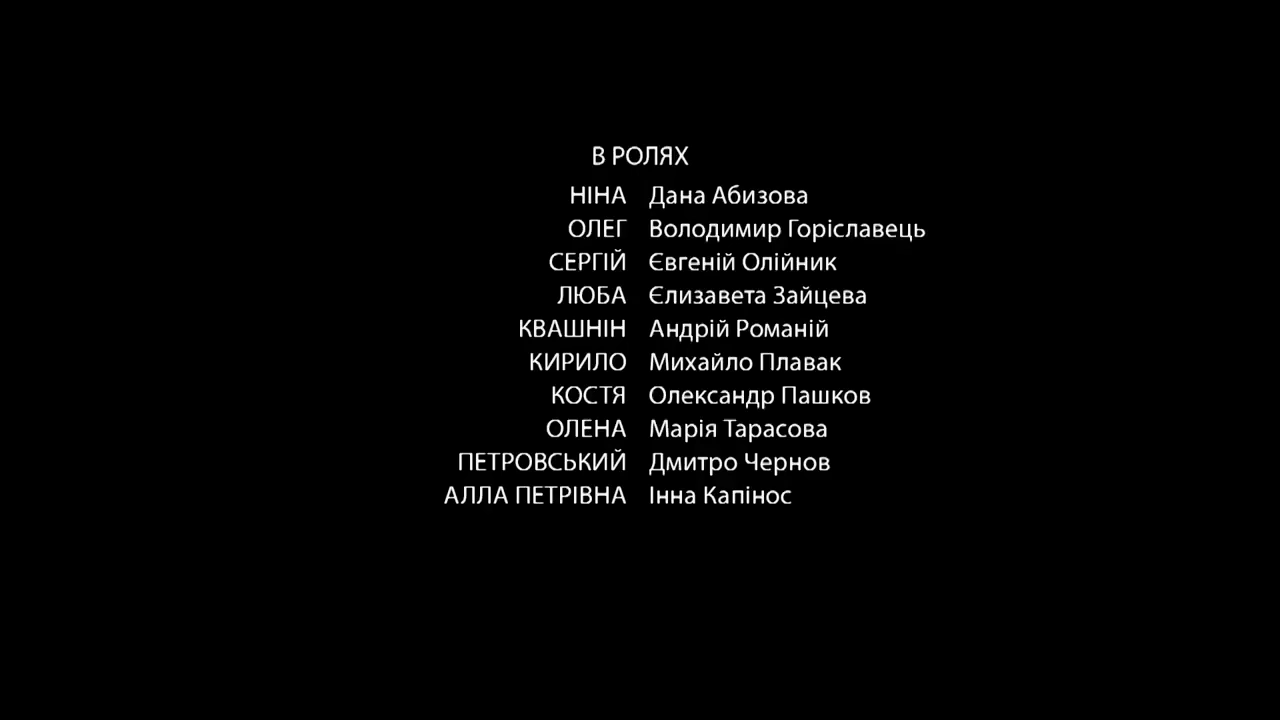 В РОЛЯХ
НІНА Дана Абизова
ОЛЕГ Володимир Горіславець
СЕРГІЙ Євгеній Олійник
ЛЮБА Єлизавета Зайцева
КВАШНІН Андрій Романій
КИРИЛО Михайло Плавак
КОСТЯ Олександр Пашков
ОЛЕНА Марія Тарасова
ПЕТРОВСЬКИЙ Дмитро Чернов
АЛЛА ПЕТРІВНА Інна Капінос